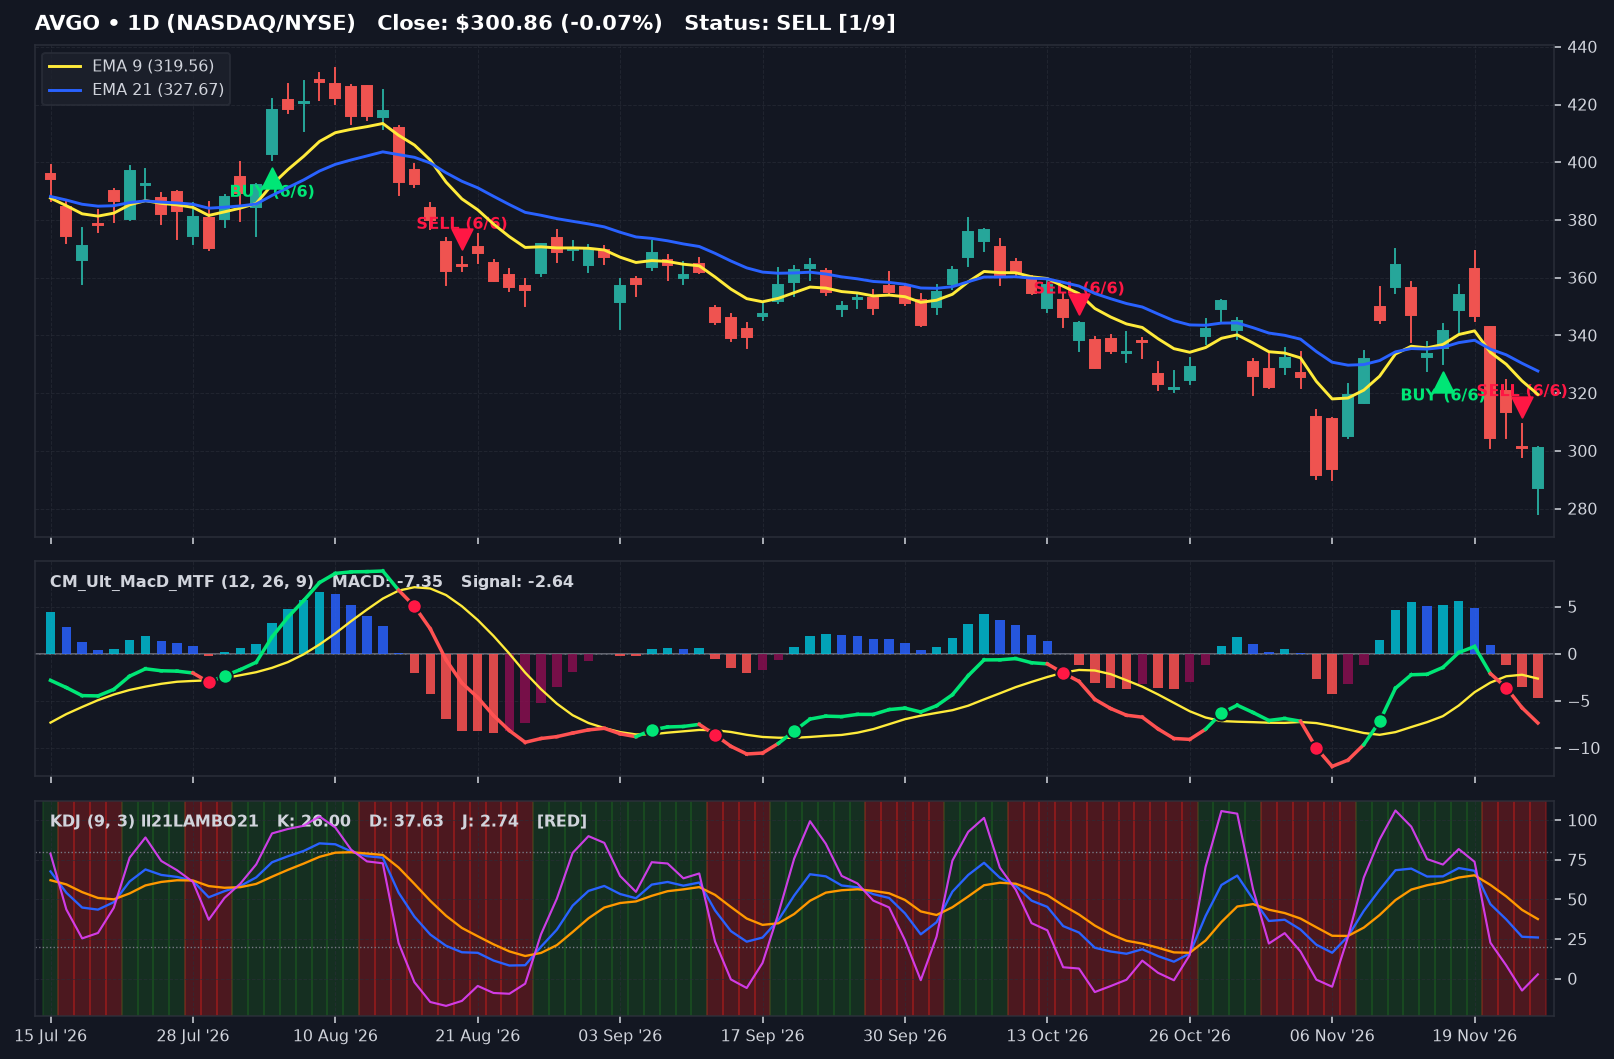 AVGO • 1D (NASDAQ/NYSE)   Close: $300.86 (-0.07%)   Status: SELL [1/9]
EMA 9 (319.56)
EMA 21 (327.67)
440
420
400
380
360
340
320
300
280
BUY (6/6)
SELL (6/6)
SELL (6/6)
BUY (6/6)
SELL (6/6)
CM_Ult_MacD_MTF (12, 26, 9)   MACD: -7.35   Signal: -2.64
5
0
−5
−10
KDJ (9, 3) ll21LAMBO21   K: 26.00   D: 37.63   J: 2.74   [RED]
100
75
50
25
0
15 Jul '26
28 Jul '26
10 Aug '26
21 Aug '26
03 Sep '26
17 Sep '26
30 Sep '26
13 Oct '26
26 Oct '26
06 Nov '26
19 Nov '26